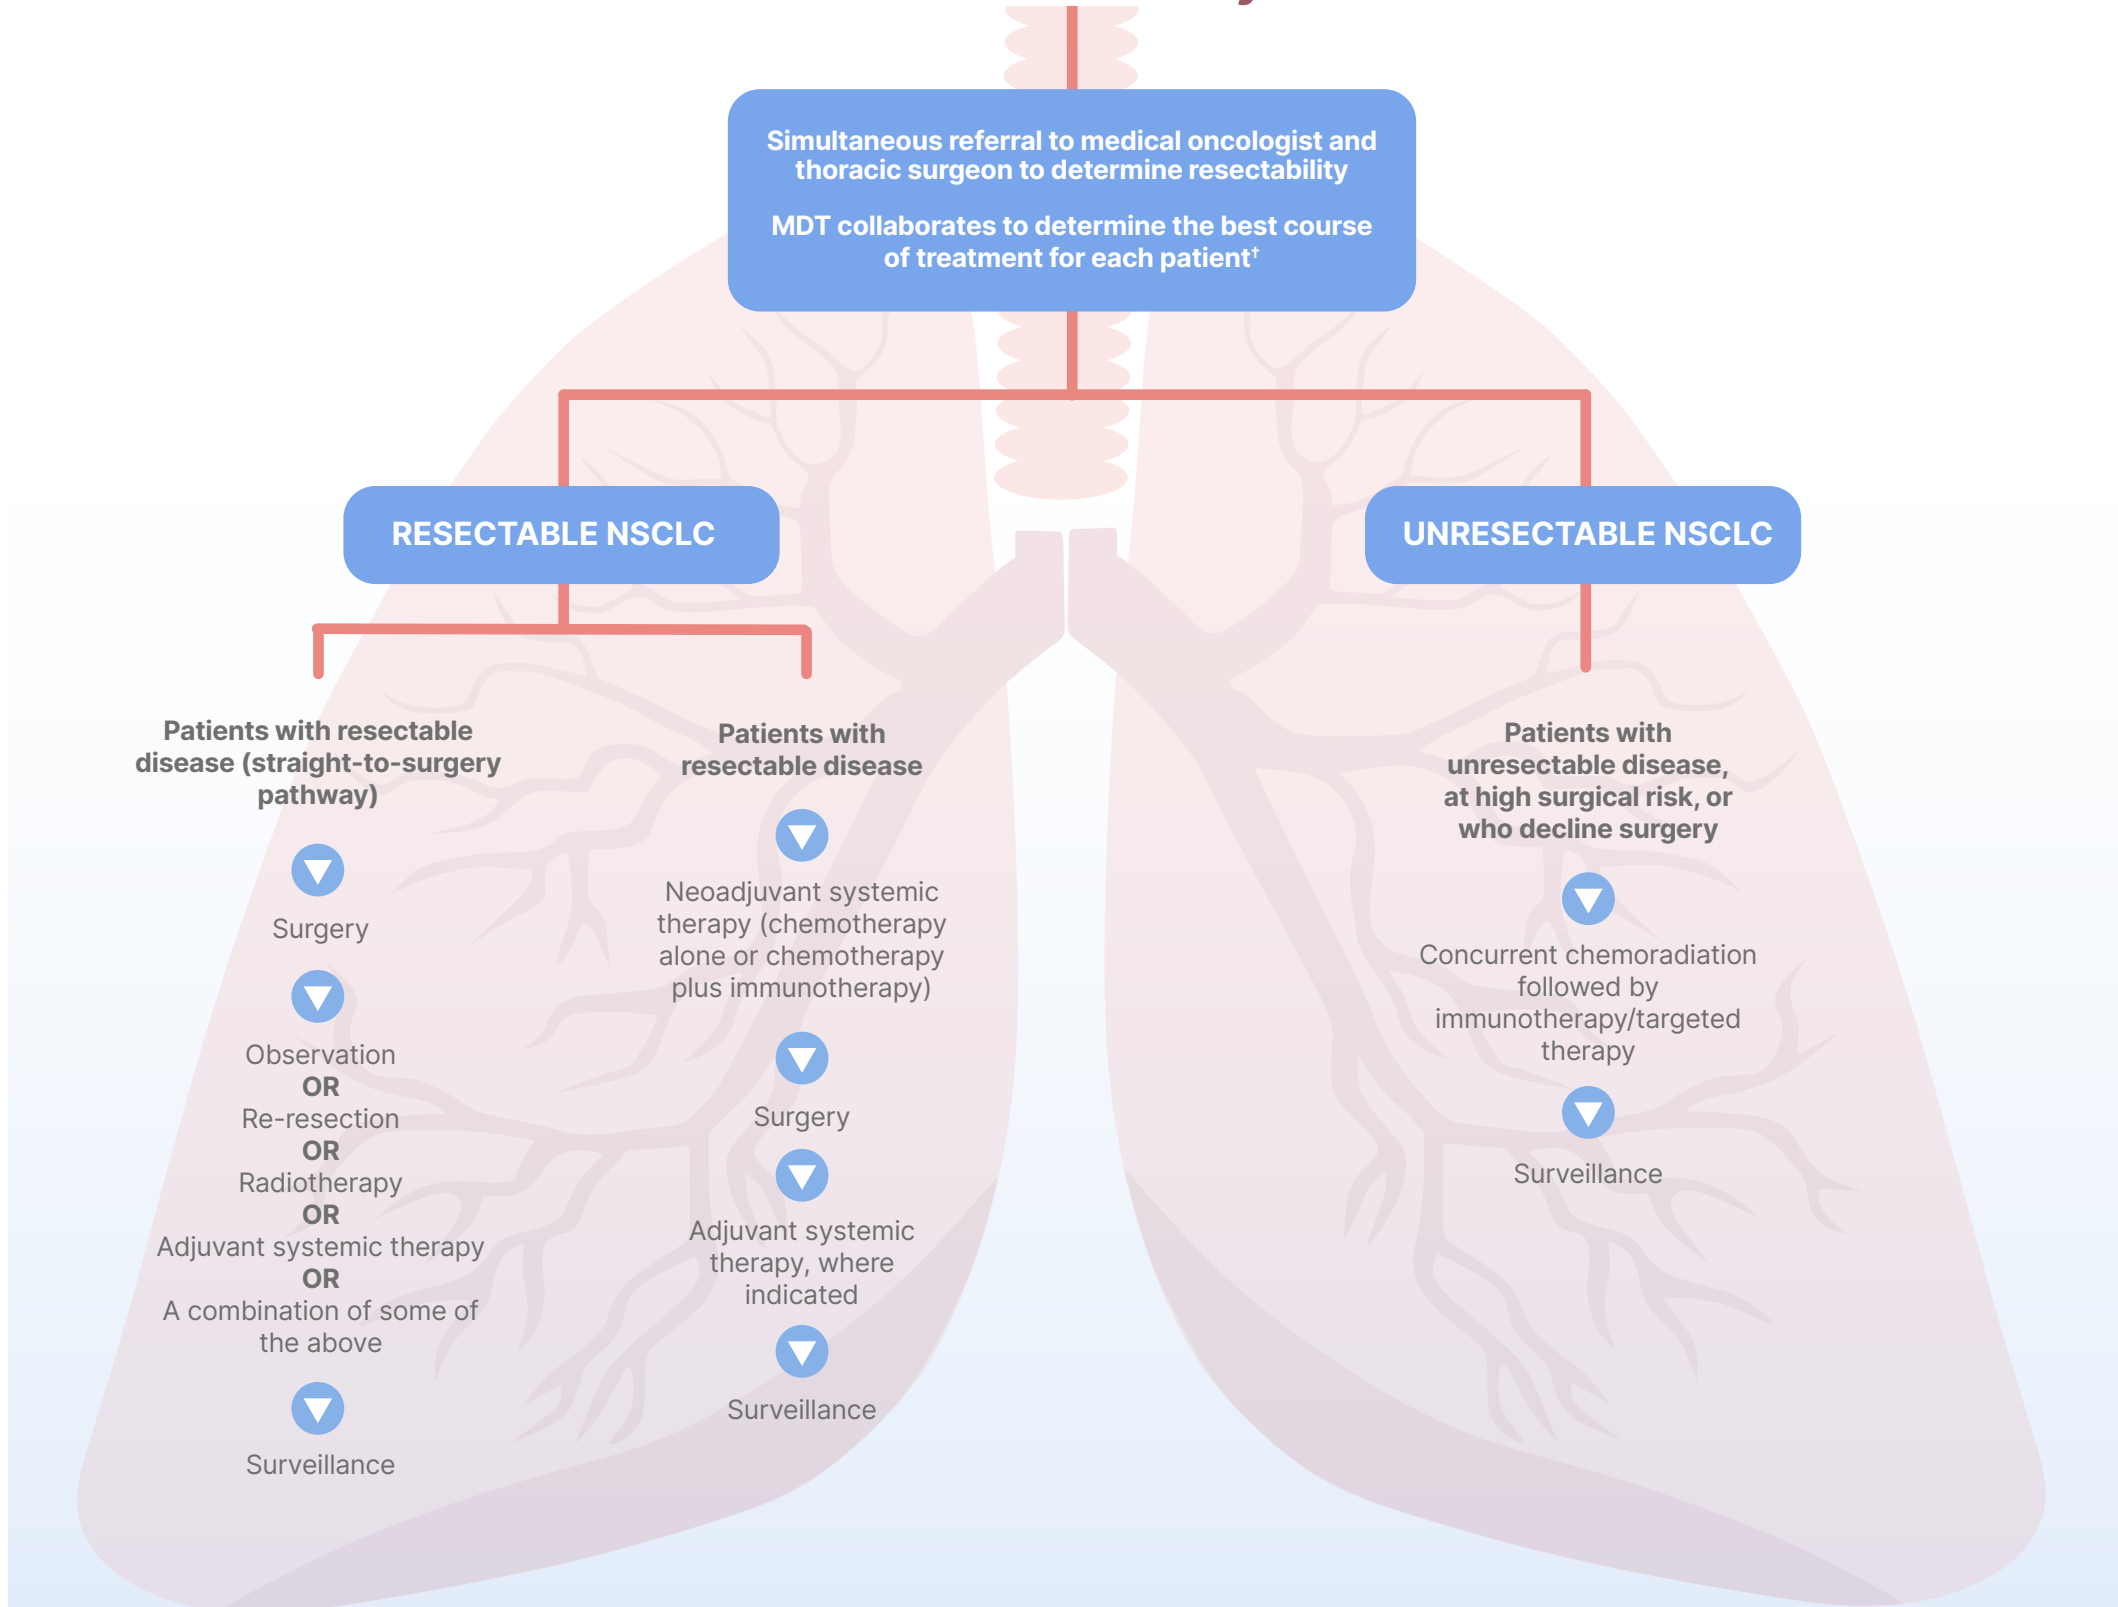 Simultaneous referral to medical oncologist and
thoracic surgeon to determine resectability
MDT collaborates to determine the best course
of treatment for each patient†
RESECTABLE NSCLC
UNRESECTABLE NSCLC
Patients with resectable
disease (straight-to-surgery
pathway)
Surgery
Observation
OR
Re-resection
OR
Radiotherapy
OR
Adjuvant systemic therapy
OR
A combination of some of
the above
Surveillance
Patients with
resectable disease
Neoadjuvant systemic
therapy (chemotherapy
alone or chemotherapy
plus immunotherapy)
Surgery
Adjuvant systemic
therapy, where
indicated
Surveillance
Patients with
unresectable disease,
at high surgical risk, or
who decline surgery
Concurrent chemoradiation
followed by
immunotherapy/targeted
therapy
Surveillance